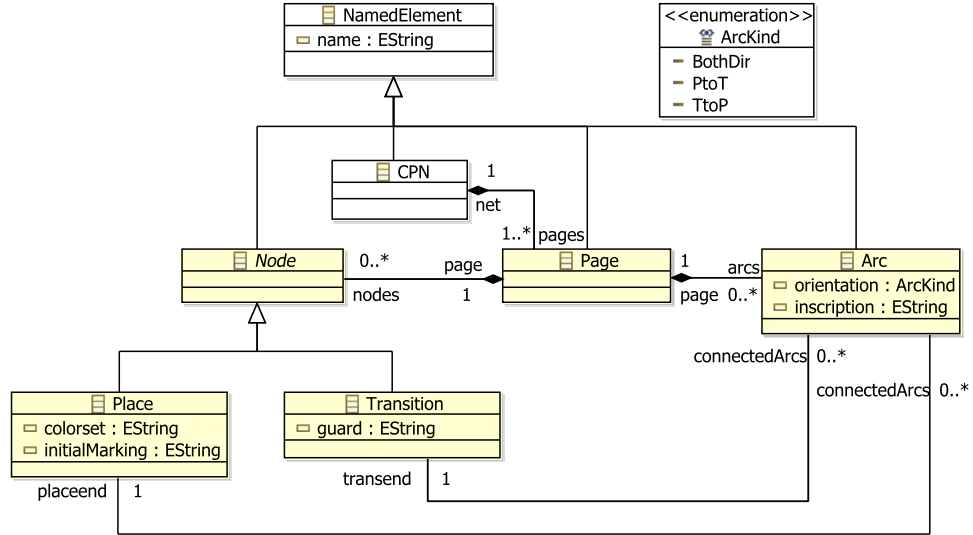 NamedElement
name : EString
<<enumeration>>
ArcKind
BothDir
PtoT
TtoP
CPN
1
net
1..* pages
Node
0..*
nodes
page
1
Page
1
page
arcs
0..*
Arc
orientation : ArcKind
inscription : EString
connectedArcs 0..*
connectedArcs 0..*
Place
colorset : EString
initialMarking : EString
Transition
guard : EString
placeend 1
transend 1